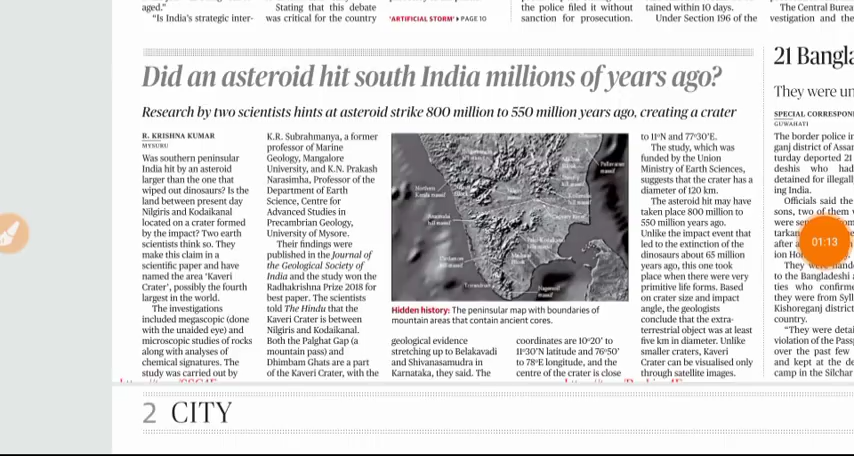 aged."
"Is India's strategic inter-
Stating that this debate
was critical for the country
'ARTIFICIAL STORM' PAGE 10
the police filed it without
sanction for prosecution.
tained within 10 days.
Under Section 196 of the
The Central Burea
vestigation and the
Did an asteroid hit south India millions of years ago?
Research by two scientists hints at asteroid strike 800 million to 550 million years ago, creating a crater
R. KRISHNA KUMAR
MYSURU
Was southern peninsular
India hit by an asteroid
larger than the one that
wiped out dinosaurs? Is the
land between present day
Nilgiris and Kodaikanal
located on a crater formed
by the impact? Two earth
scientists think so. They
make this claim in a
scientific paper and have
named the area 'Kaveri
Crater', possibly the fourth
largest in the world.
The investigations
included megascopic (done
with the unaided eye) and
microscopic studies of rocks
along with analyses of
chemical signatures. The
study was carried out by
K.R. Subrahmanya, a former
professor of Marine
Geology, Mangalore
University, and K.N. Prakash
Narasimha, Professor of the
Department of Earth
Science, Centre for
Advanced Studies in
Precambrian Geology,
University of Mysore.
Their findings were
published in the Journal of
the Geological Society of
India and the study won the
Radhakrishna Prize 2018 for
best paper. The scientists
told The Hindu that the
Kaveri Crater is between
Nilgiris and Kodaikanal.
Both the Palghat Gap (a
mountain pass) and
Dhimbam Ghats are a part
of the Kaveri Crater, with the
Hidden history: The peninsular map with boundaries of
mountain areas that contain ancient cores.
geological evidence
stretching up to Belakavadi
and Shivanasamudra in
Karnataka, they said. The
coordinates are 10°20' to
11°30'N latitude and 76°50'
to 78°E longitude, and the
centre of the crater is close
to 11°N and 77°30'E.
The study, which was
funded by the Union
Ministry of Earth Sciences,
suggests that the crater has a
diameter of 120 km.
The asteroid hit may have
taken place 800 million to
550 million years ago.
Unlike the impact event that
led to the extinction of the
dinosaurs about 65 million
years ago, this one took
place when there were very
primitive life forms. Based
on crater size and impact
angle, the geologists
conclude that the extra-
terrestrial object was at least
five km in diameter. Unlike
smaller craters, Kaveri
Crater can be visualised only
through satellite images.
21 Bangla
They were un
SPECIAL CORRESPON
GUWAHATI
The border police in
ganj district of Assam
turday deported 21
deshis who had
detained for illegally
ing India.
Officials said the
sons, two of them
were
tarkan
after a
ion Ho
They were hande
to the Bangladeshi a
ties who confirme
they were from Syll
Kishoreganj district
country.
"They were detai
violation of the Pass
over the past few
and kept at the de
camp in the Silchar
01:13
2 CITY